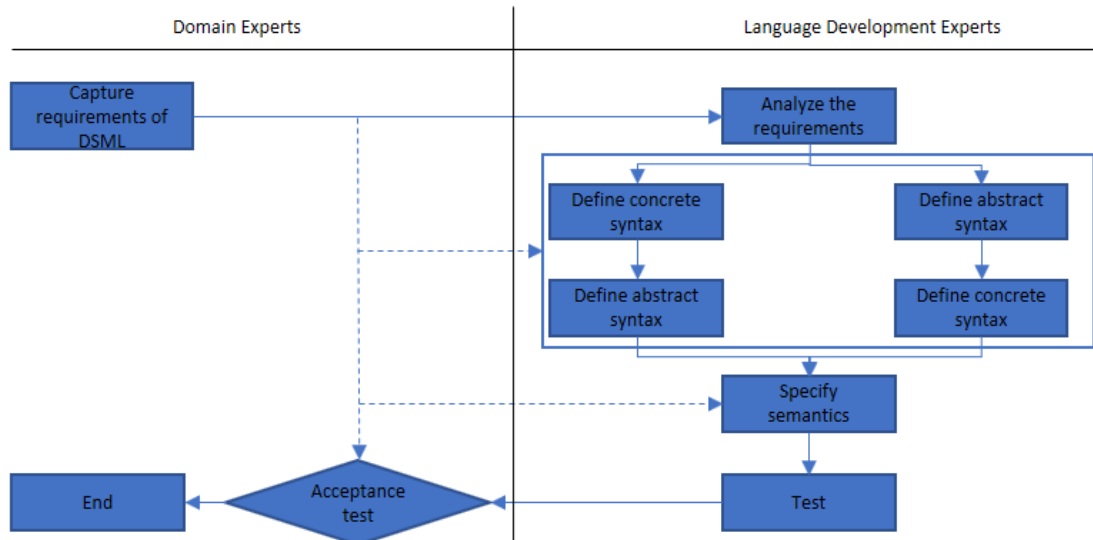 Domain Experts
Language Development Experts
Capture
requirements of
DSML
Analyze the
requirements
Define concrete
syntax
Define abstract
syntax
Define abstract
syntax
Define concrete
syntax
Specify
semantics
End
Acceptance
test
Test